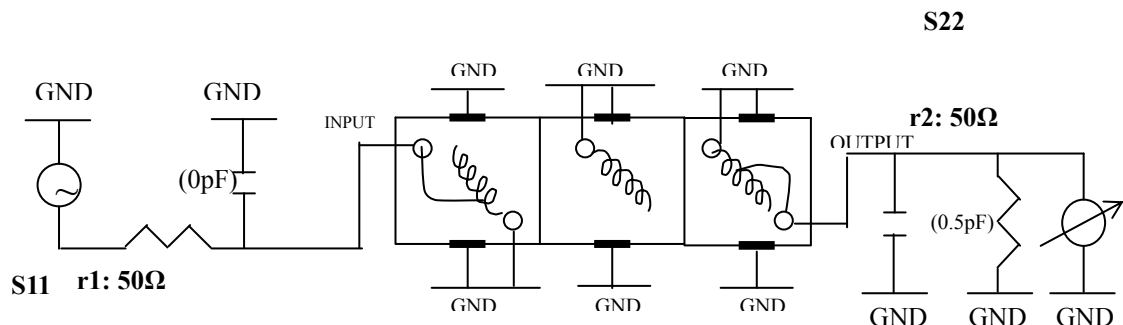 S22
GND
GND
GND
GND
GND
r2: 50Ω
INPUT
OUTPUT
(0pF)
(0.5pF)
S11
r1: 50Ω
GND
GND
GND
GND
GND
GND